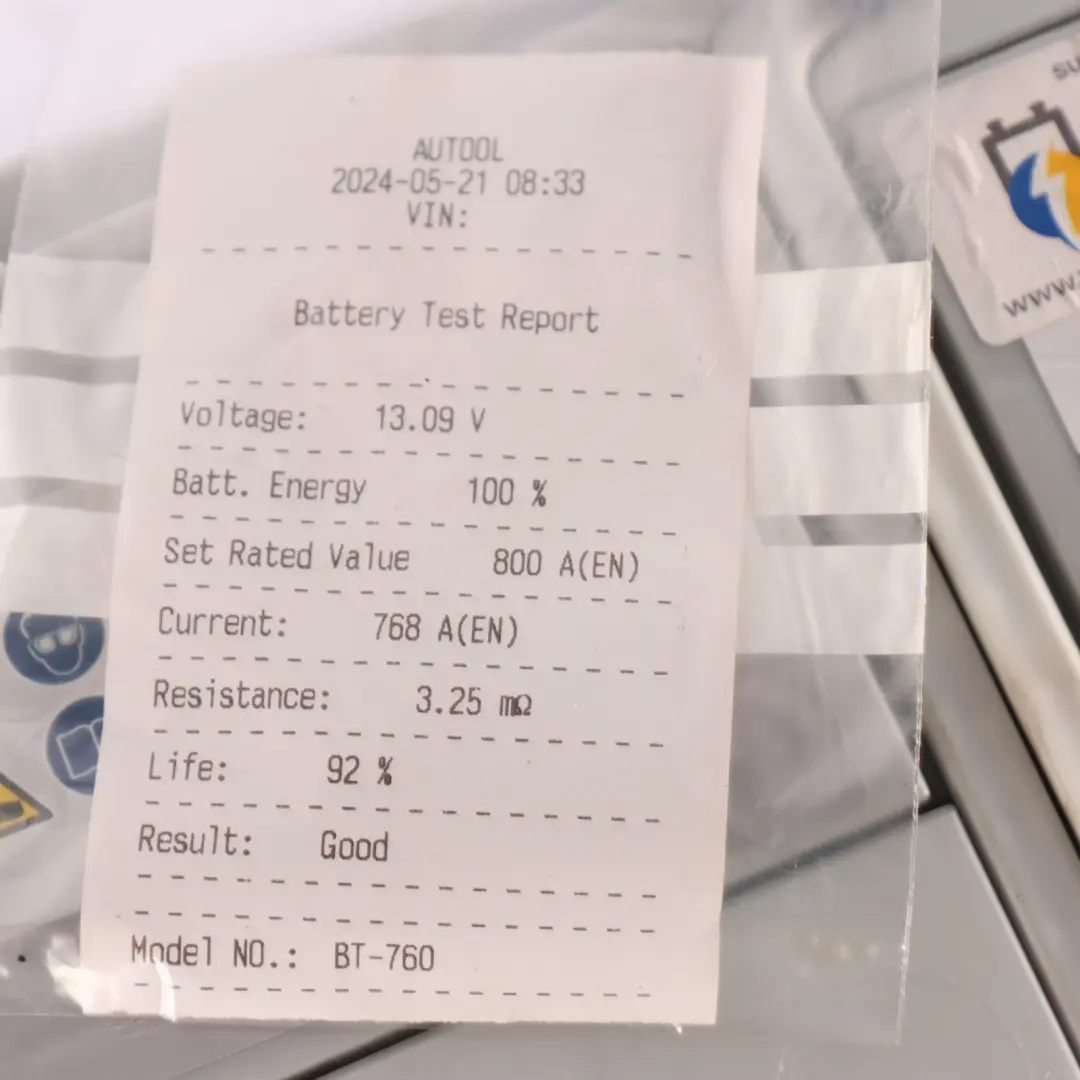 AUTOOL
2024-05-21 08:33
VIN:
Battery Test Report
Voltage: 13.09 V
Batt. Energy 100 %
Set Rated Value 800 A(EN)
Current: 768 A(EN)
Resistance: 3.25 mΩ
Life: 92 %
Result: Good
Model NO.: BT-760
www.